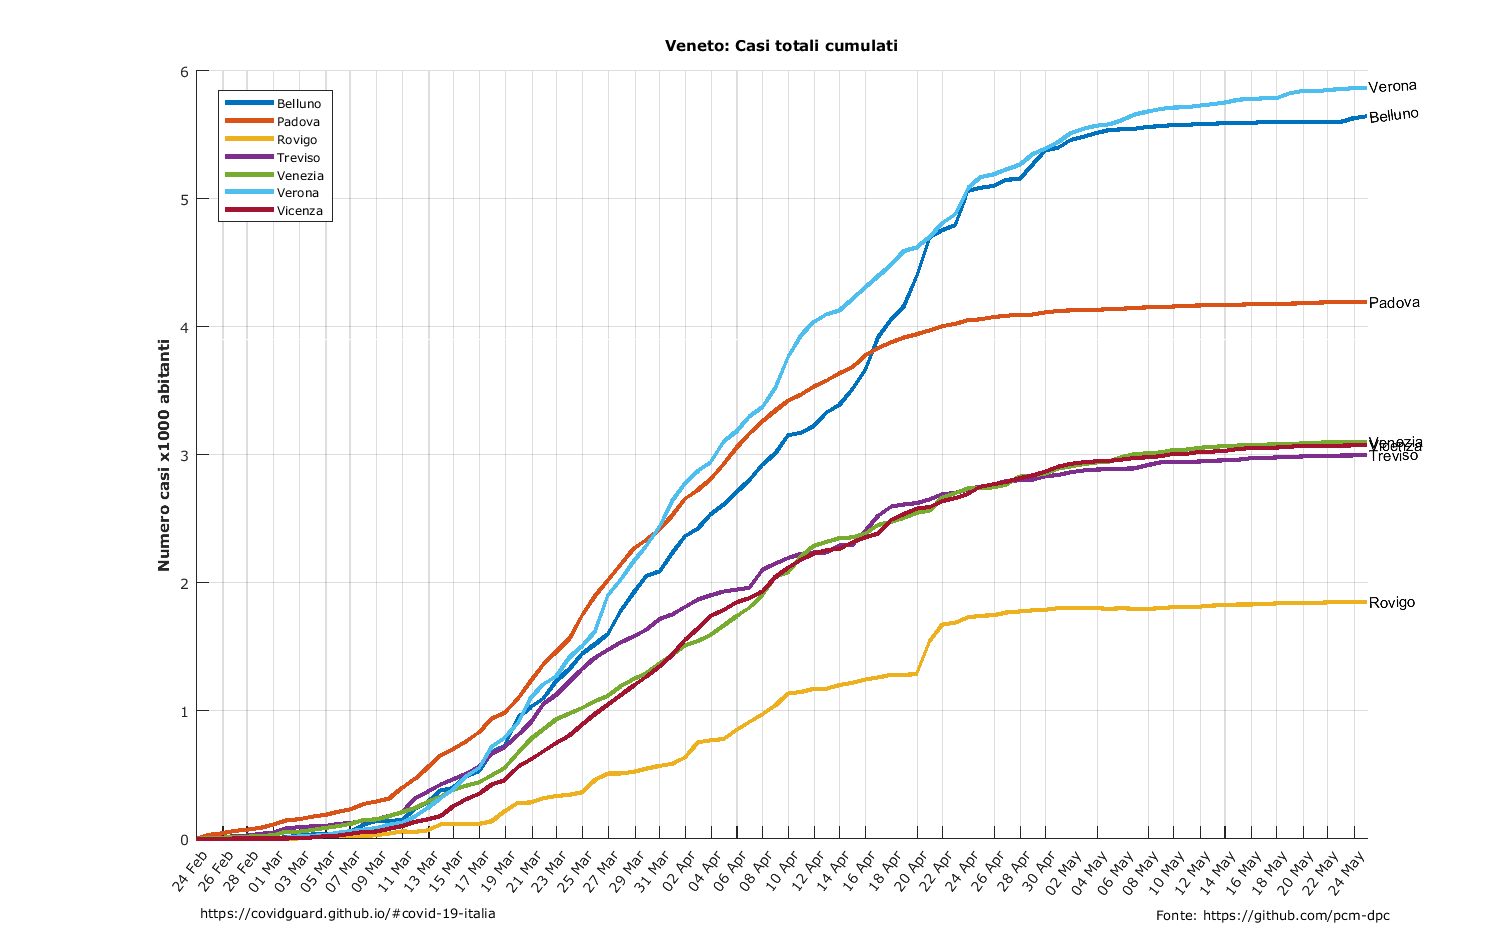 Veneto: Casi totali cumulati
6
5
4
3
2
1
0
Numero casi x1000 abitanti
Belluno
Padova
Rovigo
Treviso
Venezia
Verona
Vicenza
Verona
Belluno
Padova
Venezia
Vicenza
Treviso
Rovigo
24 Feb
26 Feb
28 Feb
01 Mar
03 Mar
05 Mar
07 Mar
09 Mar
11 Mar
13 Mar
15 Mar
17 Mar
19 Mar
21 Mar
23 Mar
25 Mar
27 Mar
29 Mar
31 Mar
02 Apr
04 Apr
06 Apr
08 Apr
10 Apr
12 Apr
14 Apr
16 Apr
18 Apr
20 Apr
22 Apr
24 Apr
26 Apr
28 Apr
30 Apr
02 May
04 May
06 May
08 May
10 May
12 May
14 May
16 May
18 May
20 May
22 May
24 May
https://covidguard.github.io/#covid-19-italia
Fonte: https://github.com/pcm-dpc